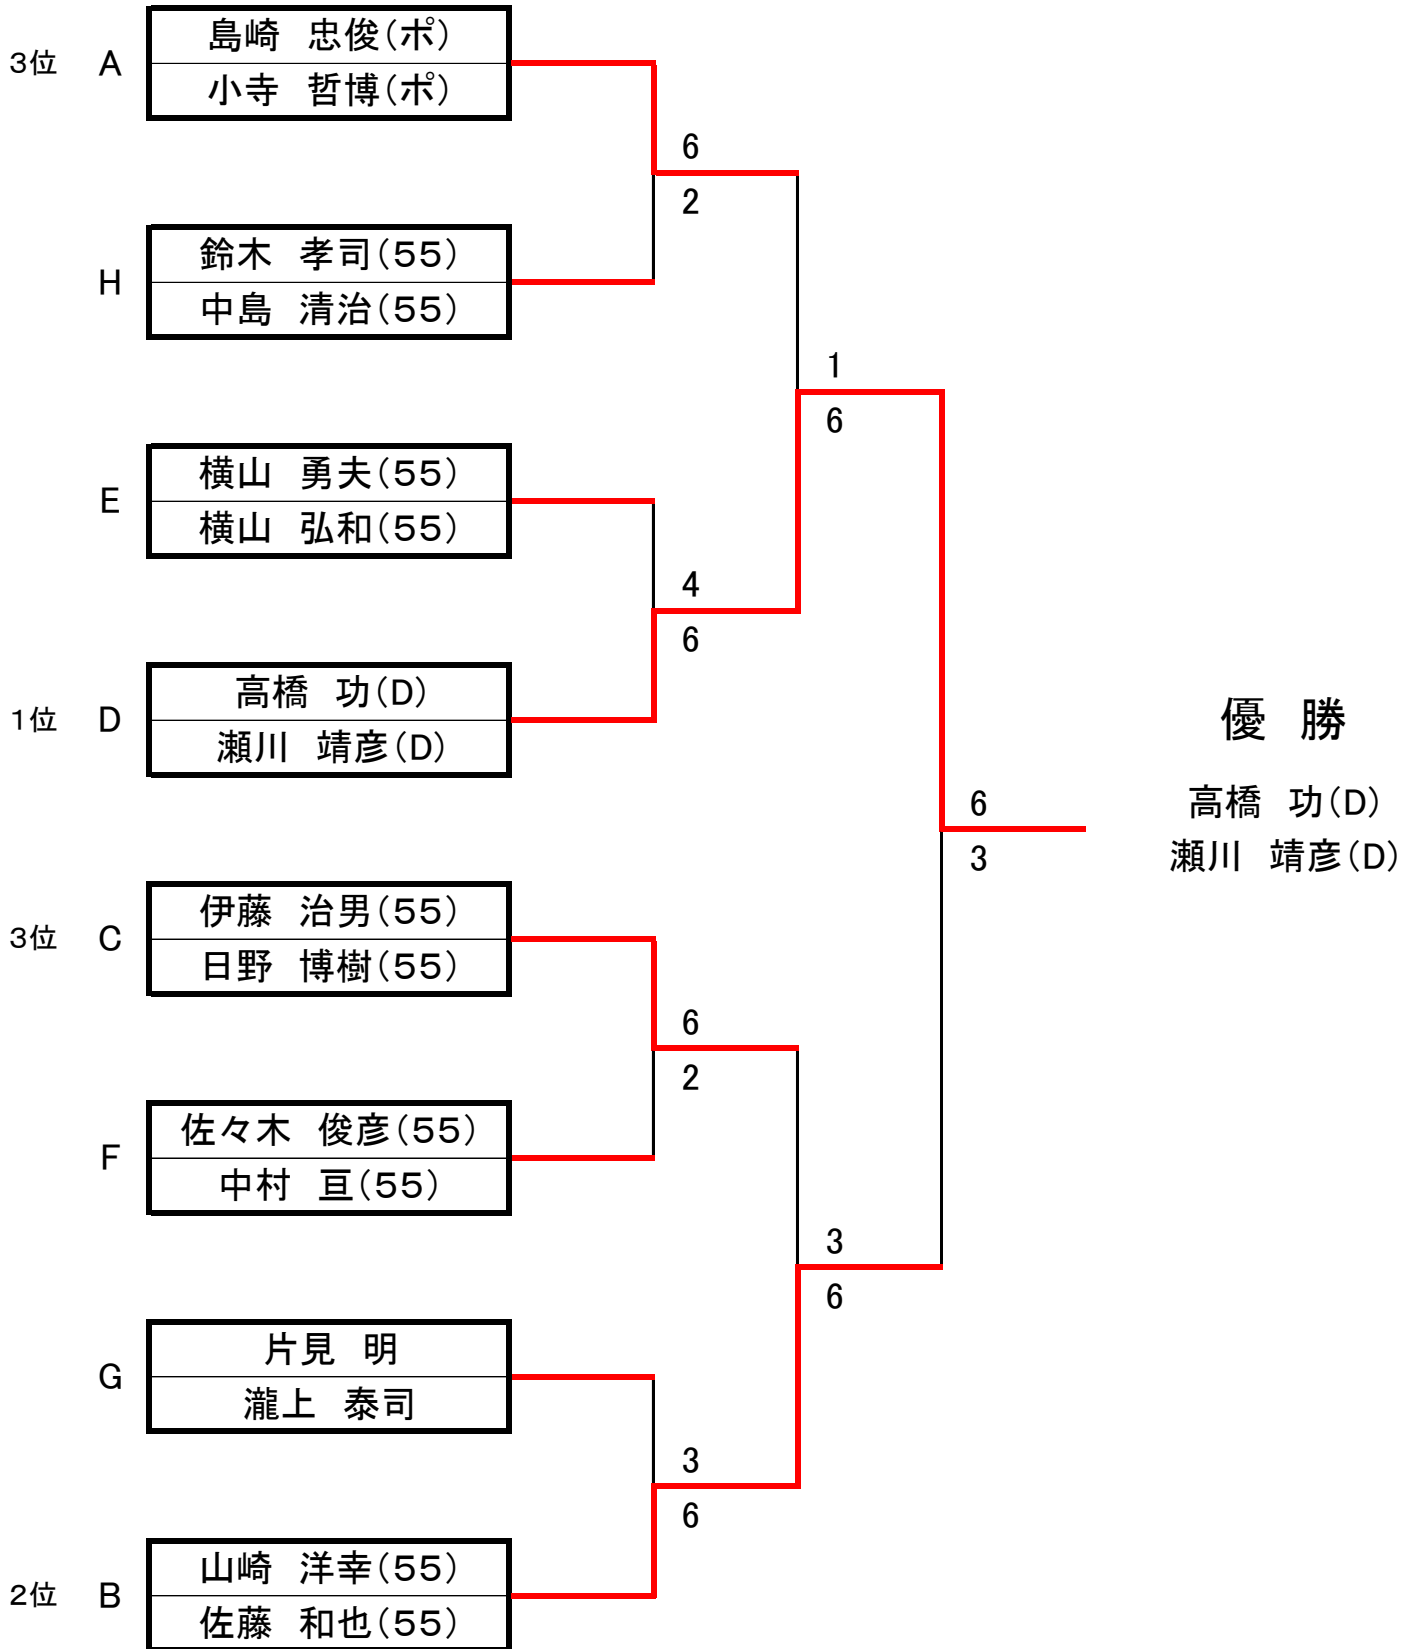 島崎　忠俊(ポ)
3位 A
小寺　哲博(ポ)
6
2
鈴木　孝司(55)
H
中島　清治(55)
1
6
横山　勇夫(55)
E
横山　弘和(55)
4
6
高橋　功(D)
1位 D
瀬川　靖彦(D)
優　勝
6
高橋　功(D)
3
瀬川　靖彦(D)
伊藤　治男(55)
3位 C
日野　博樹(55)
6
2
佐々木　俊彦(55)
F
中村　亘(55)
3
6
片見　明
G
瀧上　泰司
3
6
山崎　洋幸(55)
2位 B
佐藤　和也(55)